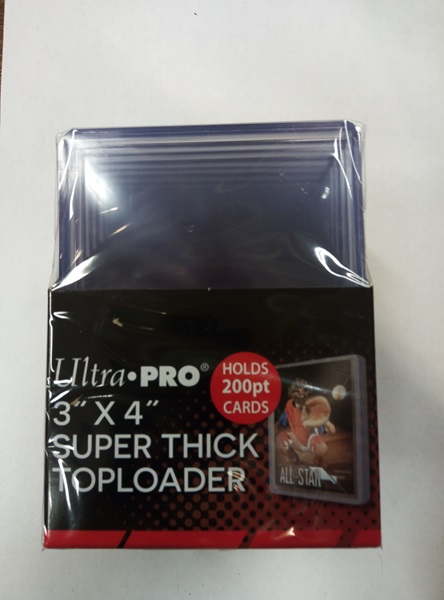 Ultra•PRO®
HOLDS
200pt
CARDS
3" X 4"
SUPER THICK
TOPLOADER
ALL-STAR